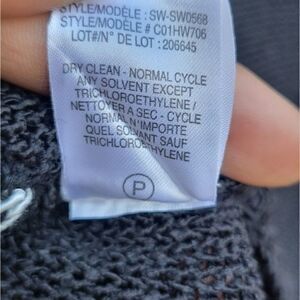 STYLE/MODÈLE : SW-SW0568
STYLE/MODÈLE # C01HW706
LOT#/N° DE LOT : 206645
DRY CLEAN - NORMAL CYCLE
ANY SOLVENT EXCEPT
TRICHLOROETHYLENE /
NETTOYER A SEC - CYCLE
NORMAL N'IMPORTE
QUEL SOLVANT SAUF
TRICHLOROETHYLENE
P